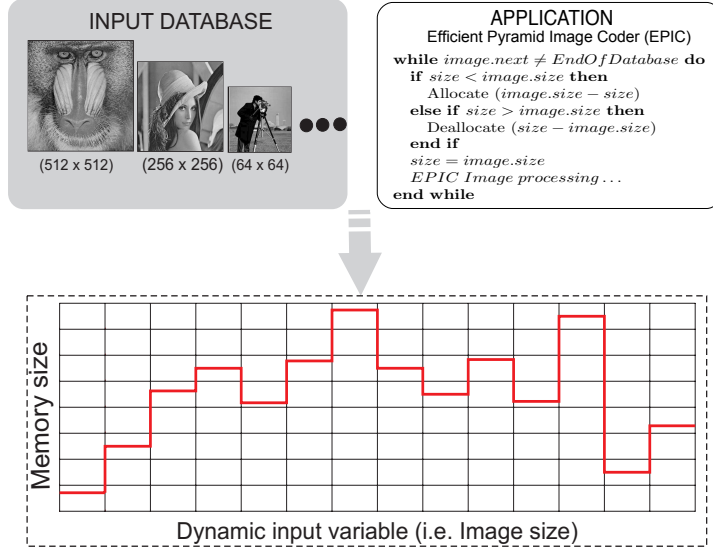 INPUT DATABASE
(512 x 512)
(256 x 256)
(64 x 64)
APPLICATION
Efficient Pyramid Image Coder (EPIC)
while image.next ≠ EndOfDatabase do
if size < image.size then
Allocate (image.size − size)
else if size > image.size then
Deallocate (size − image.size)
end if
size = image.size
EPIC Image processing . . .
end while
Memory size
Dynamic input variable (i.e. Image size)